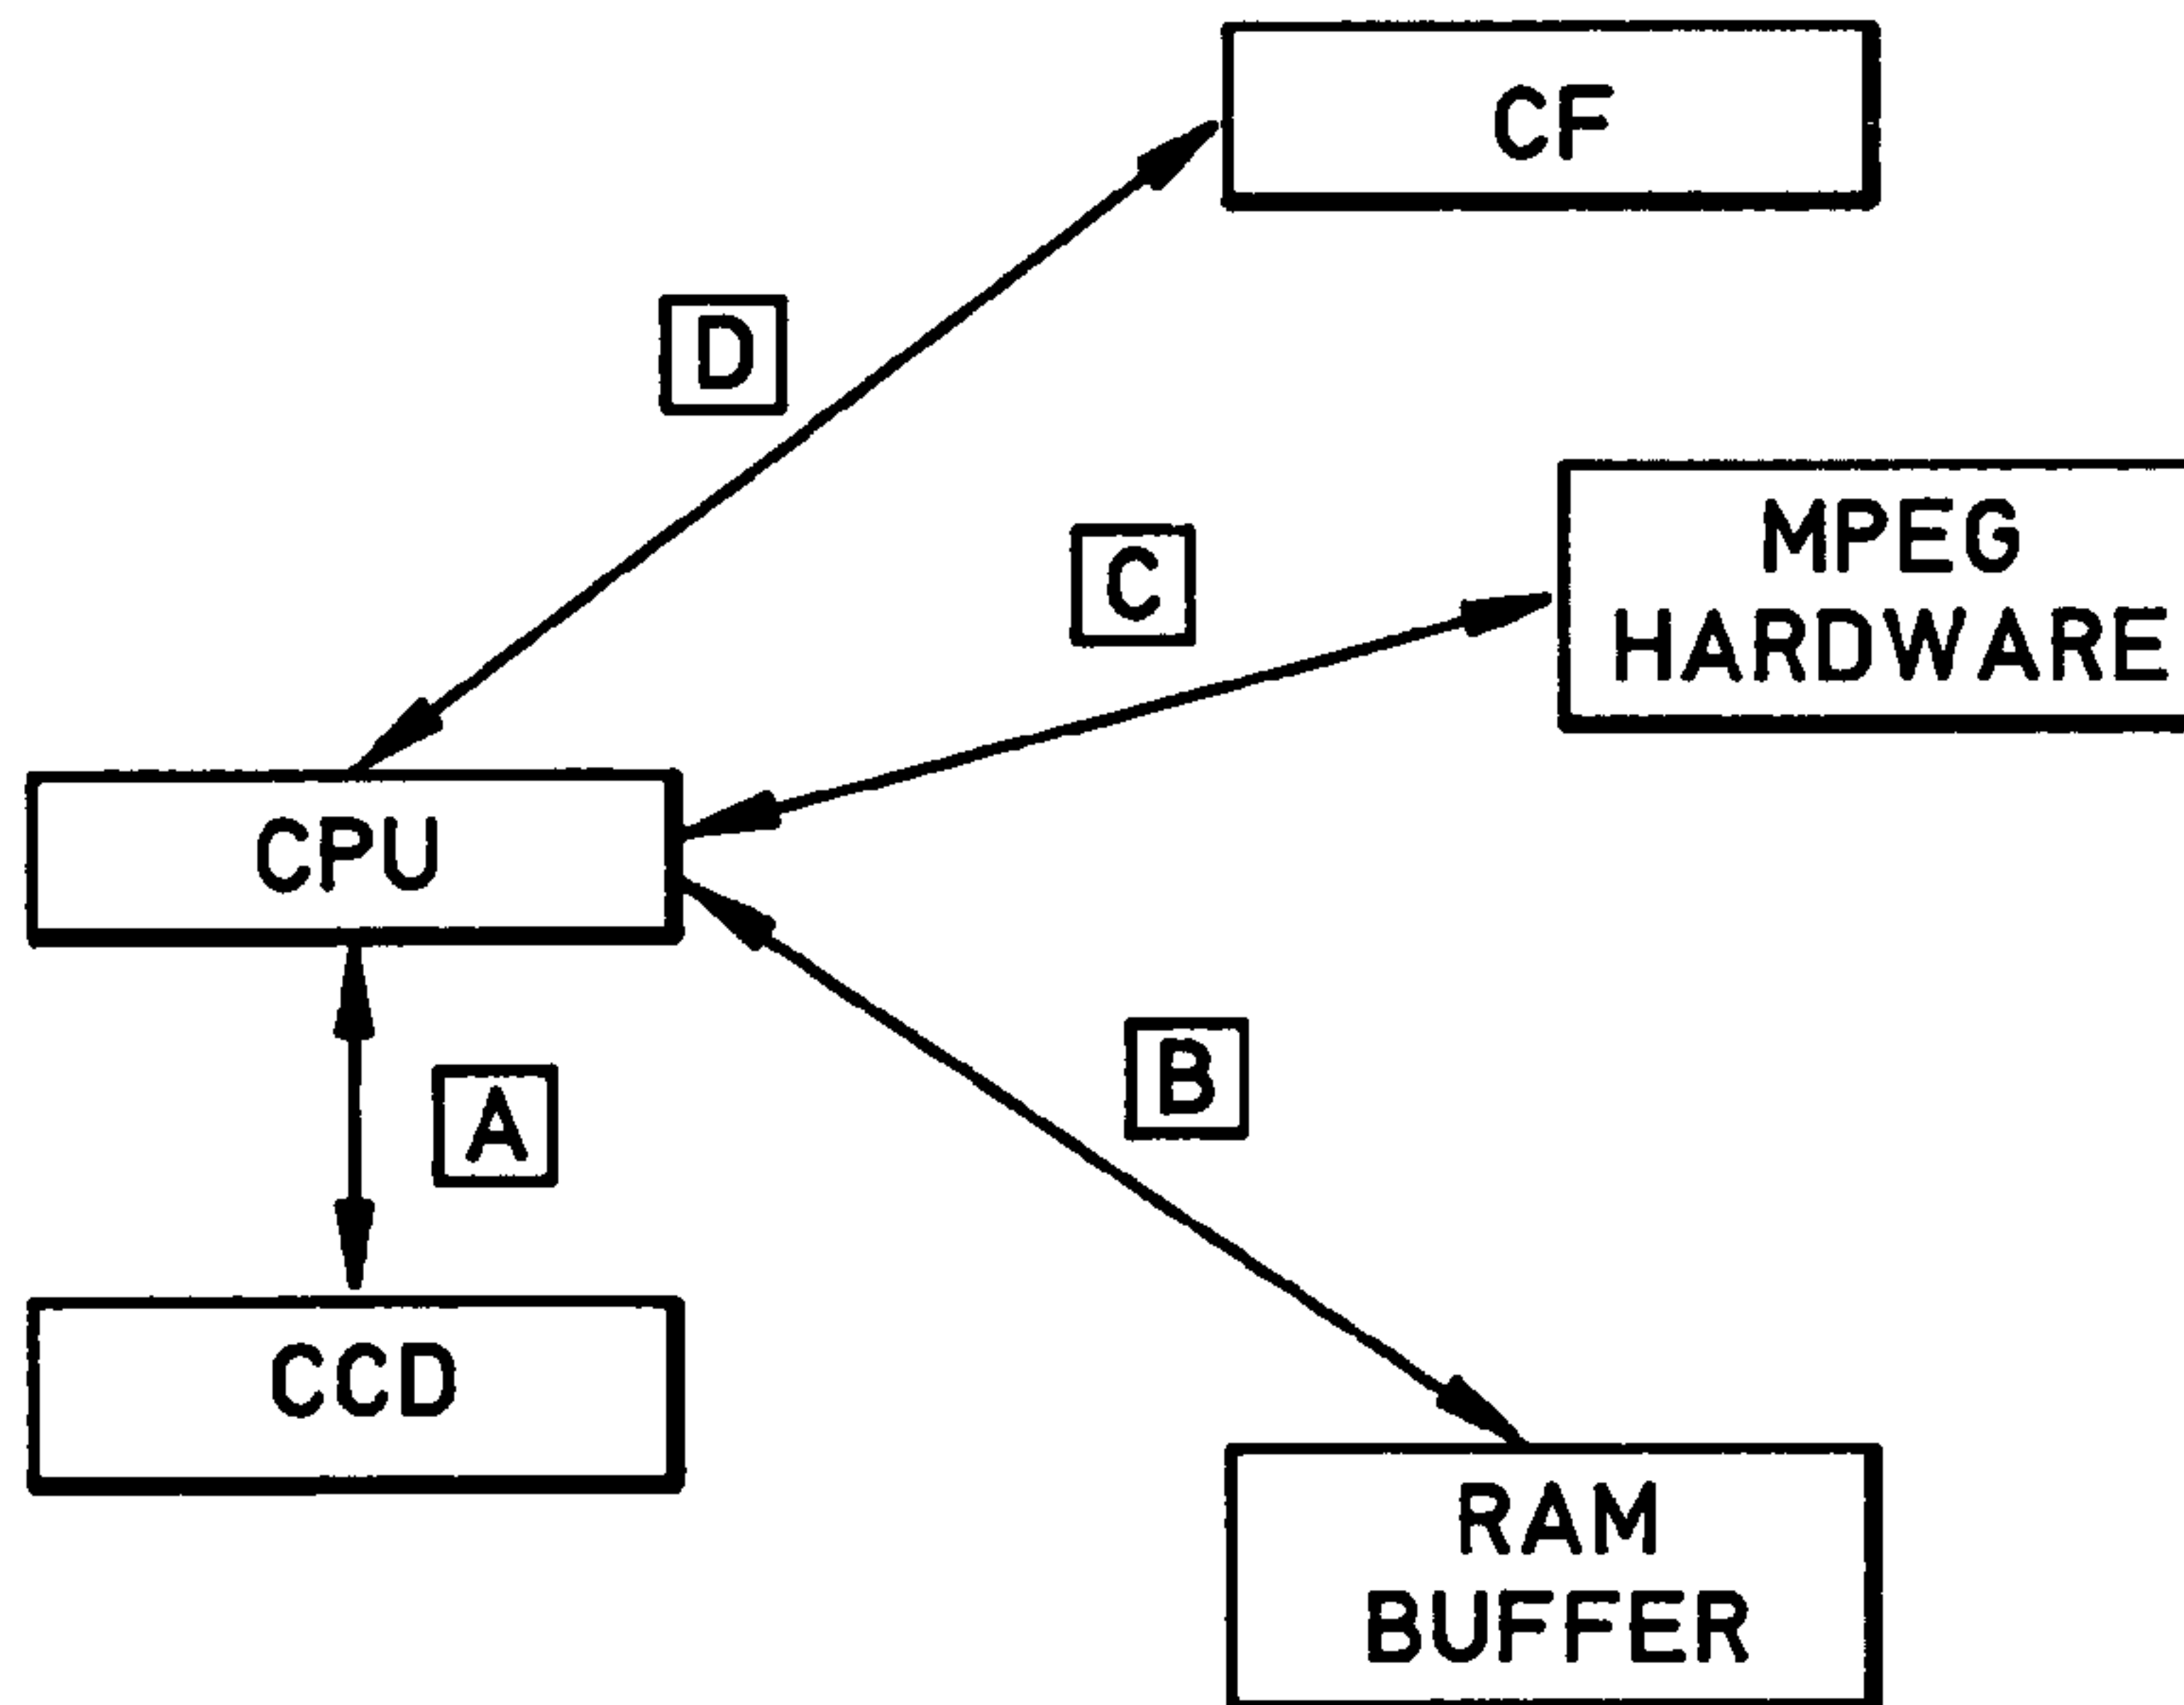 CF
D
MPEG
HARDWARE
C
CPU
B
A
CCD
RAM
BUFFER